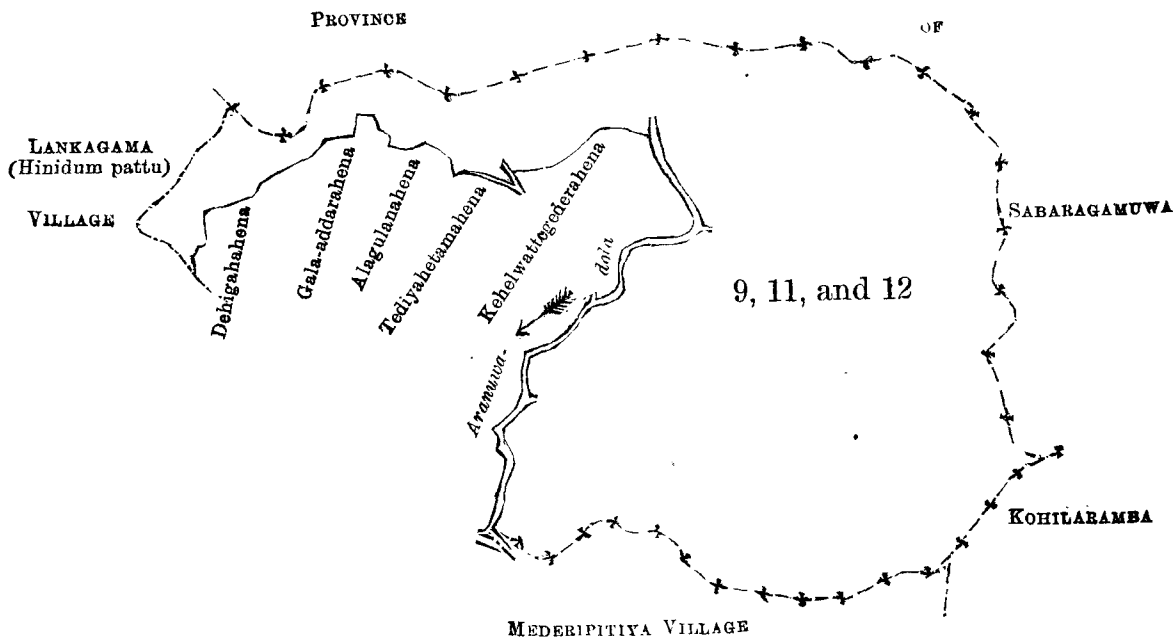 PROVINCE OF
LANKAGAMA
(Hinidum pattu)
VILLAGE
SABARAGAMUWA
Dehigahahena
Gala-addarahena
Alagulanahena
Tediyahetamahena
Kehelwattegederahena
Aranuwa-dola
9, 11, and 12
KOHILARAMBA
MEDERIPITIYA VILLAGE